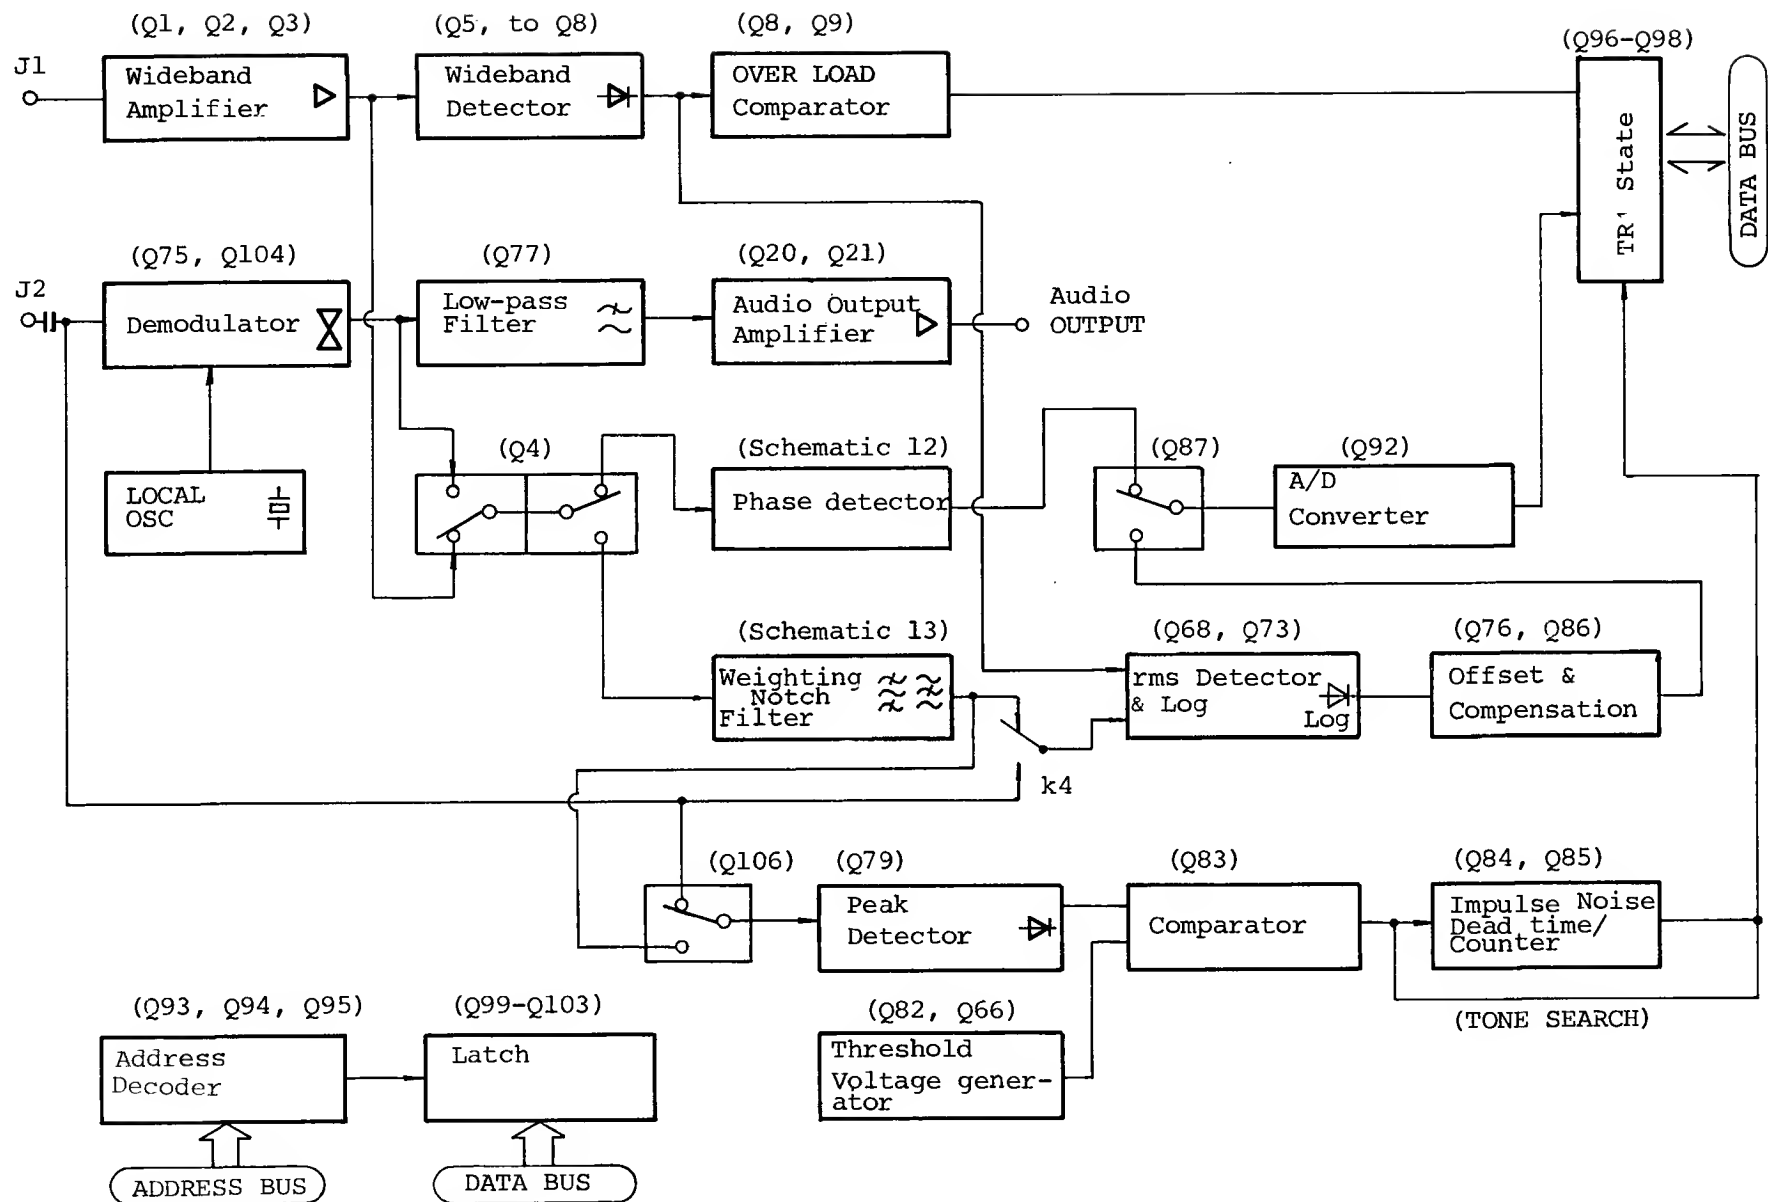 (Q1, Q2, Q3)
(Q5, to Q8)
(Q8, Q9)
(Q96-Q98)
J1
Wideband
Amplifier
Wideband
Detector
OVER LOAD
Comparator
TR' State
DATA BUS
(Q75, Q104)
(Q77)
(Q20, Q21)
J2
Demodulator
Low-pass
Filter
Audio Output
Amplifier
Audio
OUTPUT
LOCAL
OSC
(Q4)
(Schematic 12)
Phase detector
(Q87)
(Q92)
A/D
Converter
(Schematic 13)
Weighting
Notch
Filter
(Q68, Q73)
rms Detector
& Log
Log
(Q76, Q86)
Offset &
Compensation
k4
(Q106)
(Q79)
Peak
Detector
(Q83)
Comparator
(Q84, Q85)
Impulse Noise
Dead time/
Counter
(TONE SEARCH)
(Q93, Q94, Q95)
Address
Decoder
(Q99-Q103)
Latch
(Q82, Q66)
Threshold
Voltage gener-
ator
ADDRESS BUS
DATA BUS